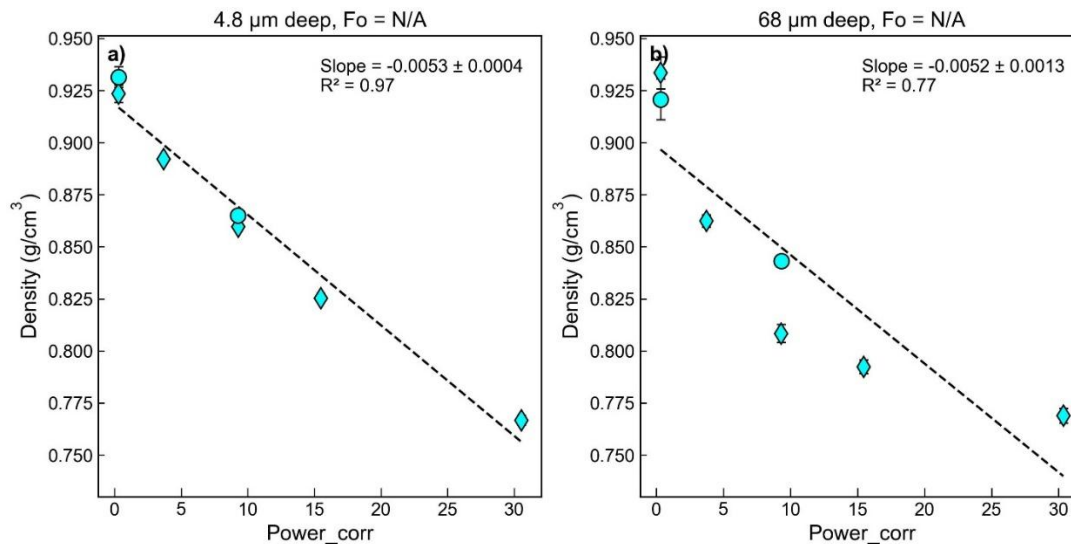 4.8 µm deep, Fo = N/A
a)
Slope = -0.0053 ± 0.0004
R² = 0.97
0.950
0.925
0.900
0.875
0.850
0.825
0.800
0.775
0.750
Density (g/cm³)
0 5 10 15 20 25 30
Power_corr
68 µm deep, Fo = N/A
b)
Slope = -0.0052 ± 0.0013
R² = 0.77
0.950
0.925
0.900
0.875
0.850
0.825
0.800
0.775
0.750
Density (g/cm³)
0 5 10 15 20 25 30
Power_corr